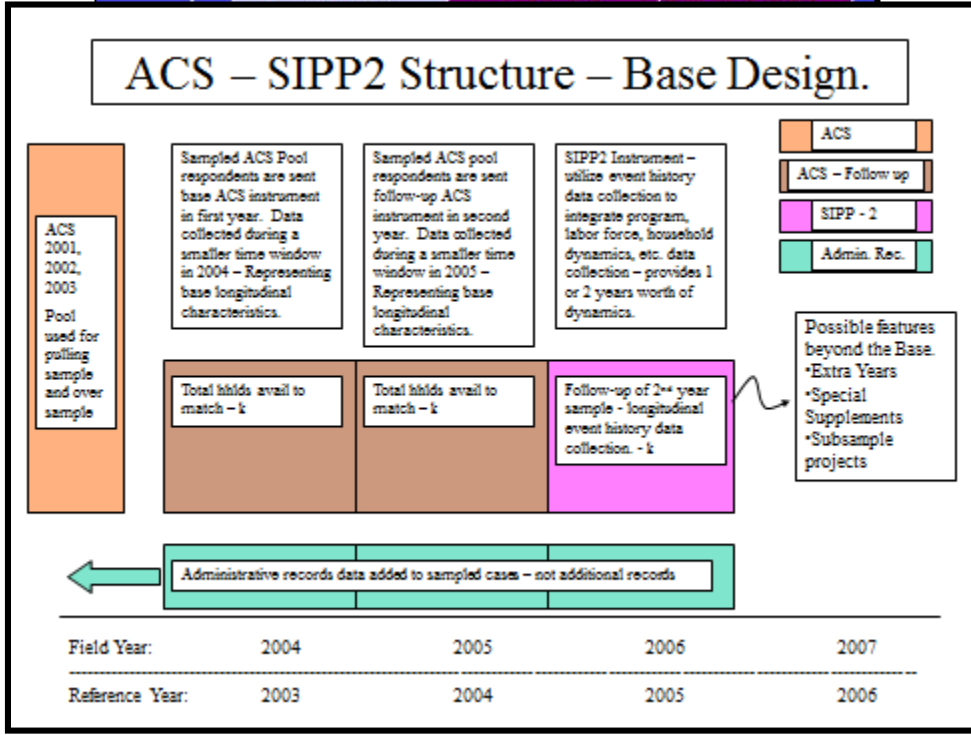 ACS – SIPP2 Structure – Base Design.
ACS
ACS – Follow up
SIPP - 2
Admin. Rec.
ACS
2001,
2002,
2003
Pool
used for
pulling
sample
and over
sample
Sampled ACS Pool
respondents are sent
base ACS instrument
in first year. Data
collected during a
smaller time window
in 2004 – Representing
base longitudinal
characteristics.
Sampled ACS pool
respondents are sent
follow-up ACS
instrument in second
year. Data collected
during a smaller time
window in 2005 –
Representing base
longitudinal
characteristics.
SIPP2 Instrument –
utilize event history
data collection to
integrate program,
labor force, household
dynamics, etc. data
collection – provides 1
or 2 years worth of
dynamics.
Possible features
beyond the Base.
•Extra Years
•Special
Supplements
•Subsample
projects
Total hhlds avail to
match – k
Total hhlds avail to
match – k
Follow-up of 2nd year
sample - longitudinal
event history data
collection. - k
Administrative records data added to sampled cases – not additional records
Field Year: 2004 2005 2006 2007
Reference Year: 2003 2004 2005 2006